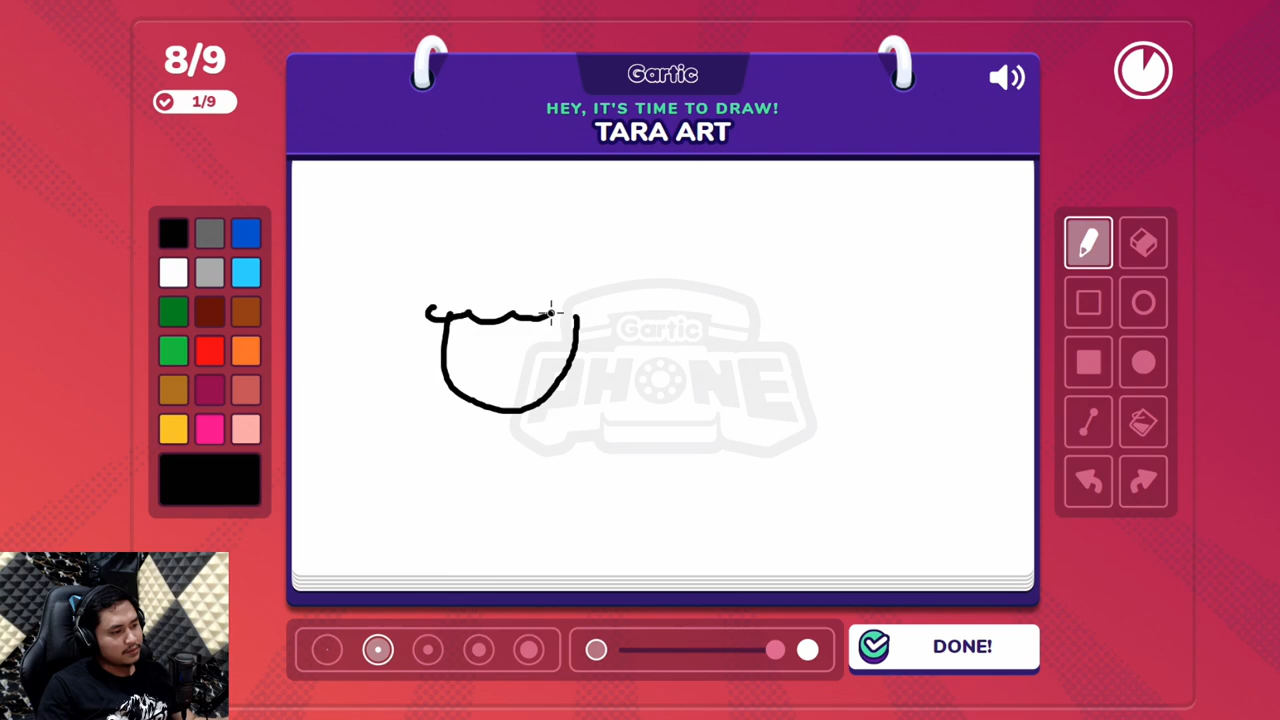 8/9
1/9
Gartic
HEY, IT'S TIME TO DRAW!
TARA ART
Gartic
PHONE
DONE!